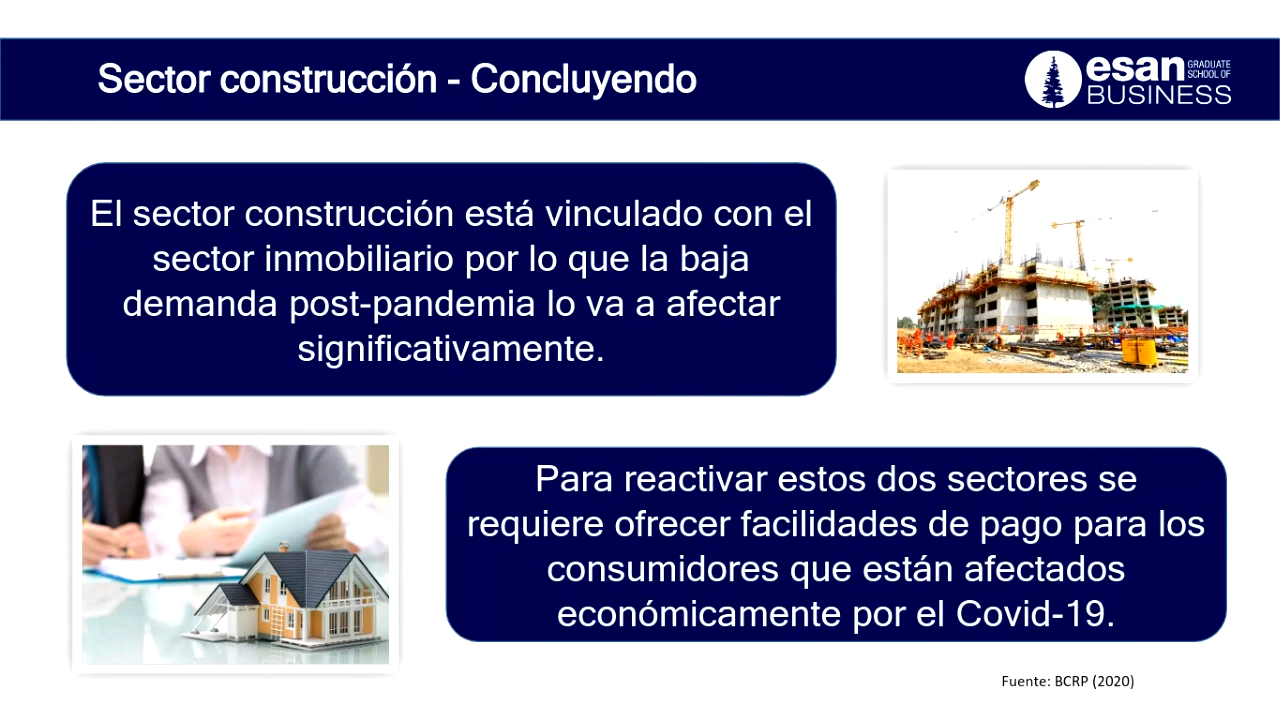 Sector construcción - Concluyendo
esan GRADUATE
SCHOOL OF
BUSINESS
El sector construcción está vinculado con el
sector inmobiliario por lo que la baja
demanda post-pandemia lo va a afectar
significativamente.
Para reactivar estos dos sectores se
requiere ofrecer facilidades de pago para los
consumidores que están afectados
económicamente por el Covid-19.
Fuente: BCRP (2020)